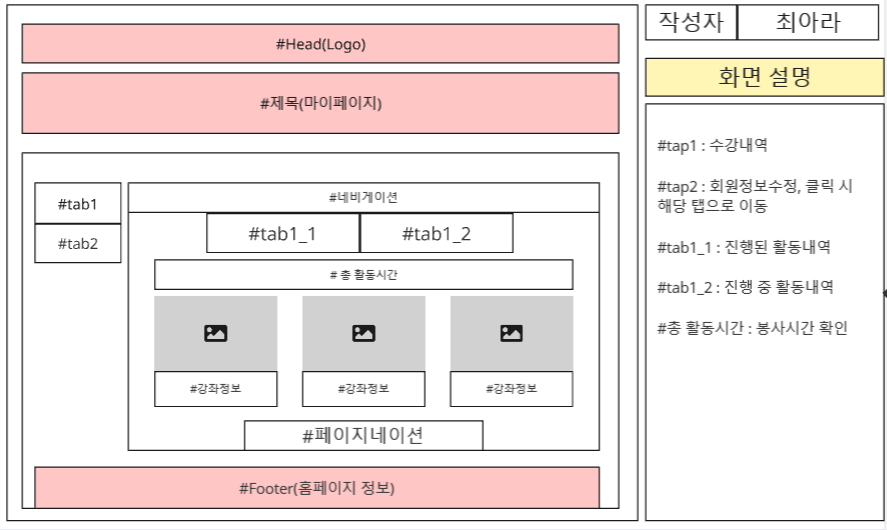 #Head(Logo)
#제목(마이페이지)
#tab1
#tab2
#네비게이션
#tab1_1
#tab1_2
# 총 활동시간
#강좌정보
#강좌정보
#강좌정보
#페이지네이션
#Footer(홈페이지 정보)
작성자
최아라
화면 설명
#tap1 : 수강내역
#tap2 : 회원정보수정, 클릭 시
해당 탭으로 이동
#tab1_1 : 진행된 활동내역
#tab1_2 : 진행 중 활동내역
#총 활동시간 : 봉사시간 확인